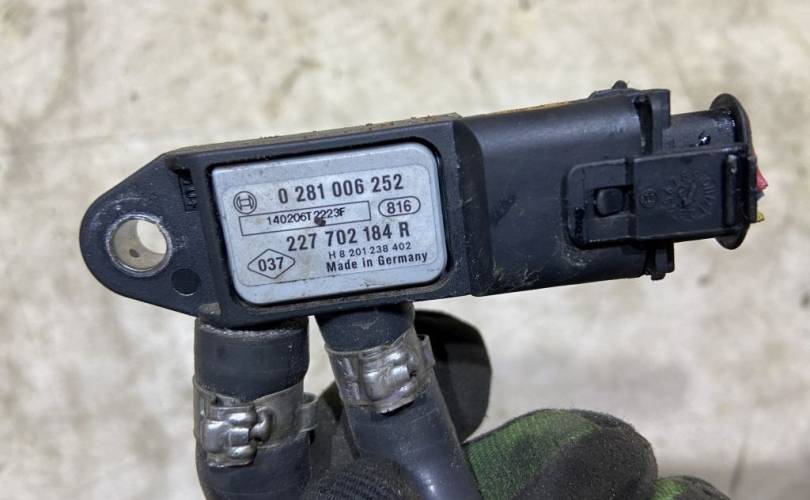 0 281 006 252
140206T2223F 816
227 702 184 R
037 H 8 201 238 402
Made in Germany